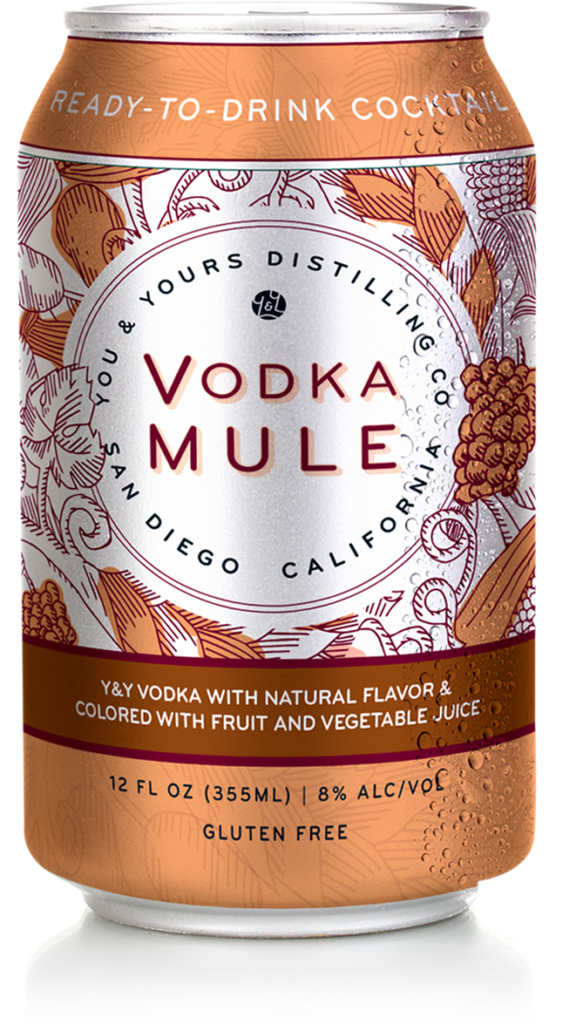 READY-TO-DRINK COCKTAIL
YOU & YOURS DISTILLING CO
Y&Y
VODKA
MULE
SAN DIEGO CALIFORNIA
Y&Y VODKA WITH NATURAL FLAVOR &
COLORED WITH FRUIT AND VEGETABLE JUICE
12 FL OZ (355ML) | 8% ALC/VOL
GLUTEN FREE